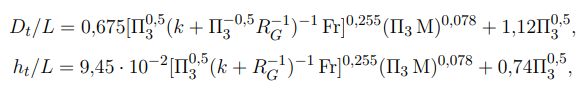 D_t/L = 0,675[Π_3^{0,5}(k + Π_3^{-0,5}R_G^{-1})^{-1} Fr]^{0,255}(Π_3 M)^{0,078} + 1,12Π_3^{0,5},
h_t/L = 9,45 · 10^{-2}[Π_3^{0,5}(k + R_G^{-1})^{-1} Fr]^{0,255}(Π_3 M)^{0,078} + 0,74Π_3^{0,5},